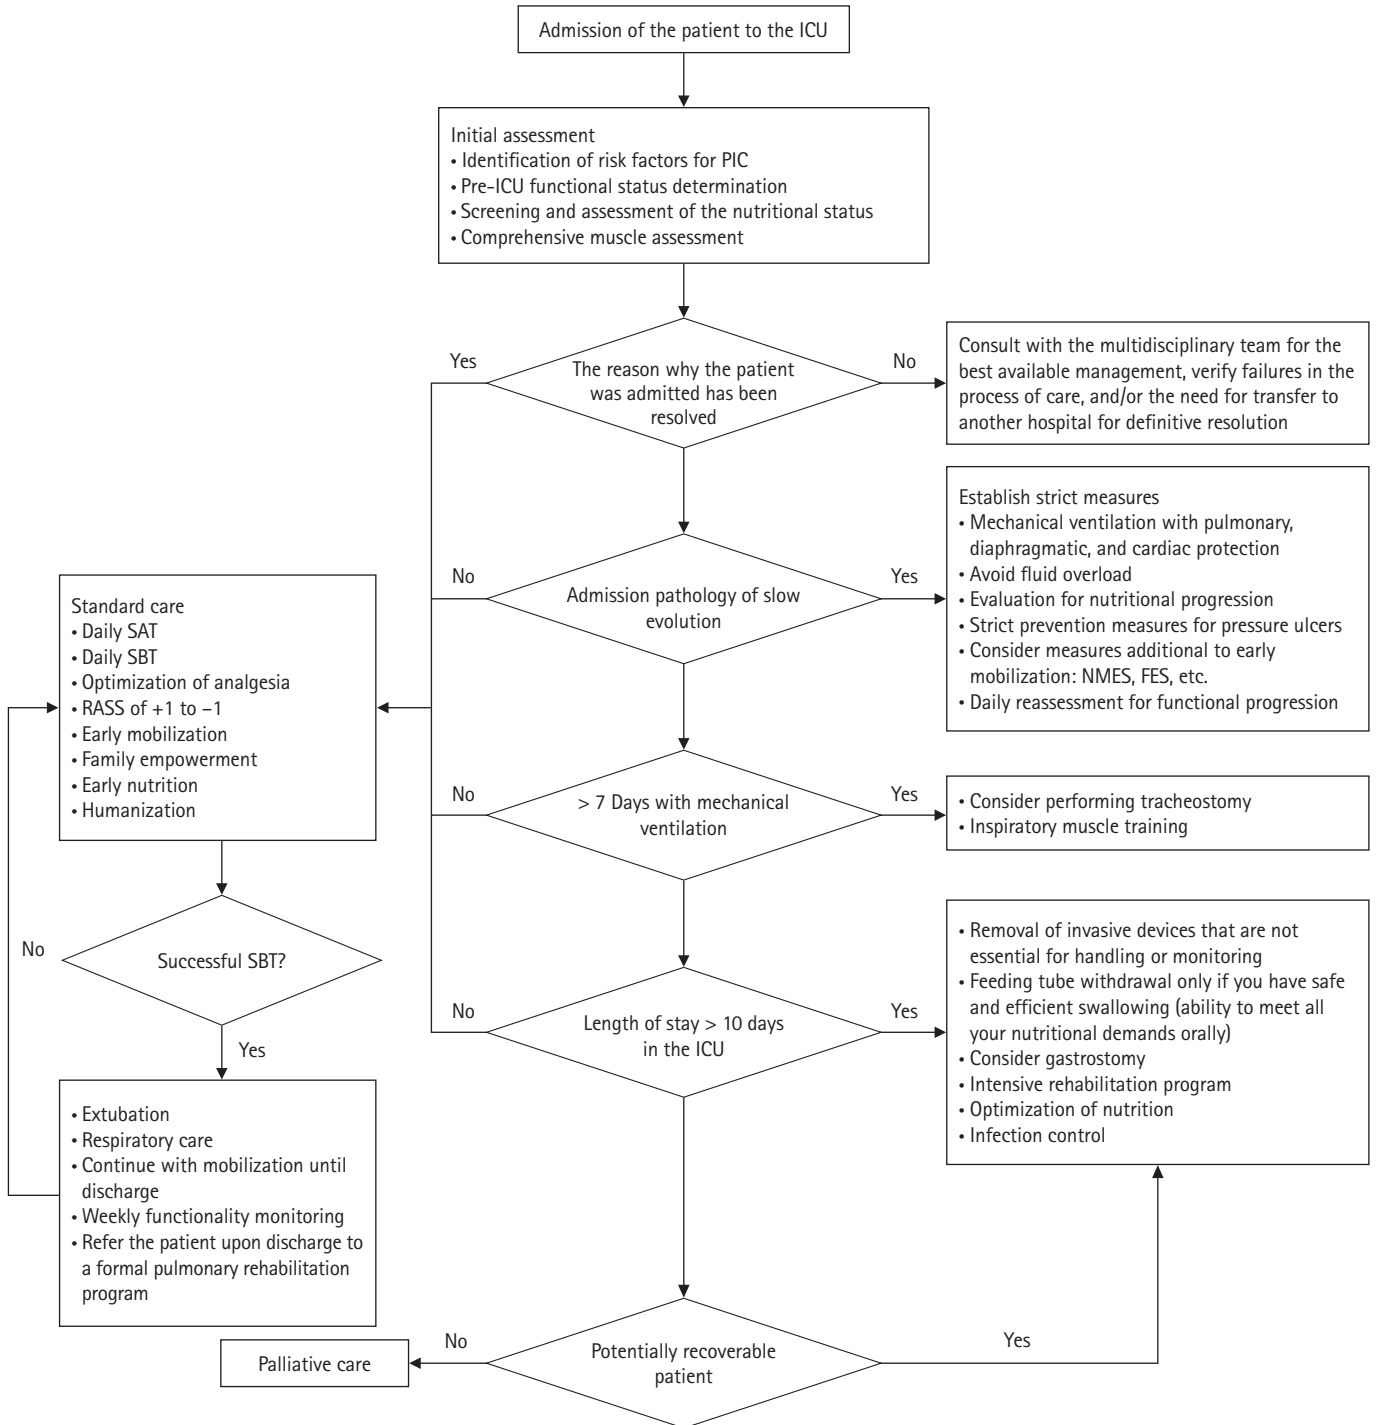 Admission of the patient to the ICU
Initial assessment
• Identification of risk factors for PIC
• Pre-ICU functional status determination
• Screening and assessment of the nutritional status
• Comprehensive muscle assessment
Yes
The reason why the patient
was admitted has been
resolved
No
Consult with the multidisciplinary team for the
best available management, verify failures in the
process of care, and/or the need for transfer to
another hospital for definitive resolution
No
Admission pathology of slow
evolution
Yes
Establish strict measures
• Mechanical ventilation with pulmonary,
diaphragmatic, and cardiac protection
• Avoid fluid overload
• Evaluation for nutritional progression
• Strict prevention measures for pressure ulcers
• Consider measures additional to early
mobilization: NMES, FES, etc.
• Daily reassessment for functional progression
Standard care
• Daily SAT
• Daily SBT
• Optimization of analgesia
• RASS of +1 to −1
• Early mobilization
• Family empowerment
• Early nutrition
• Humanization
No
> 7 Days with mechanical
ventilation
Yes
• Consider performing tracheostomy
• Inspiratory muscle training
No
Successful SBT?
Yes
No
Length of stay > 10 days
in the ICU
Yes
• Removal of invasive devices that are not
essential for handling or monitoring
• Feeding tube withdrawal only if you have safe
and efficient swallowing (ability to meet all
your nutritional demands orally)
• Consider gastrostomy
• Intensive rehabilitation program
• Optimization of nutrition
• Infection control
• Extubation
• Respiratory care
• Continue with mobilization until
discharge
• Weekly functionality monitoring
• Refer the patient upon discharge to
a formal pulmonary rehabilitation
program
Palliative care
No
Potentially recoverable
patient
Yes